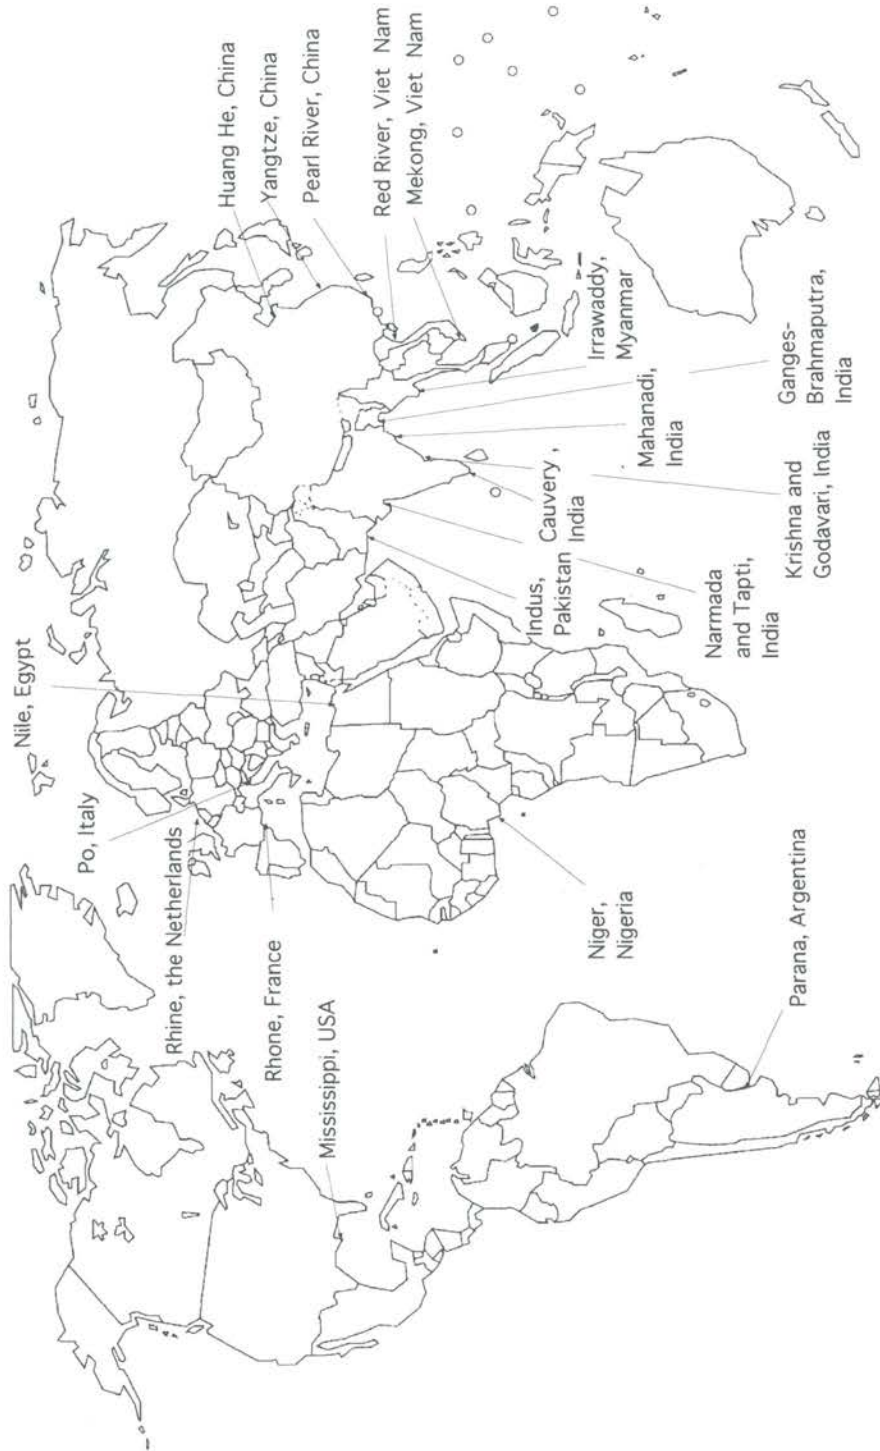 Nile, Egypt
Po, Italy
Rhine, the Netherlands
Rhone, France
Mississippi, USA
Huang He, China
Yangtze, China
Pearl River, China
Red River, Viet Nam
Mekong, Viet Nam
Irrawaddy,
Myanmar
Ganges-
Brahmaputra,
India
Mahanadi,
India
Krishna and
Godavari, India
Cauvery ,
India
Narmada
and Tapti,
India
Indus,
Pakistan
Niger,
Nigeria
Parana, Argentina